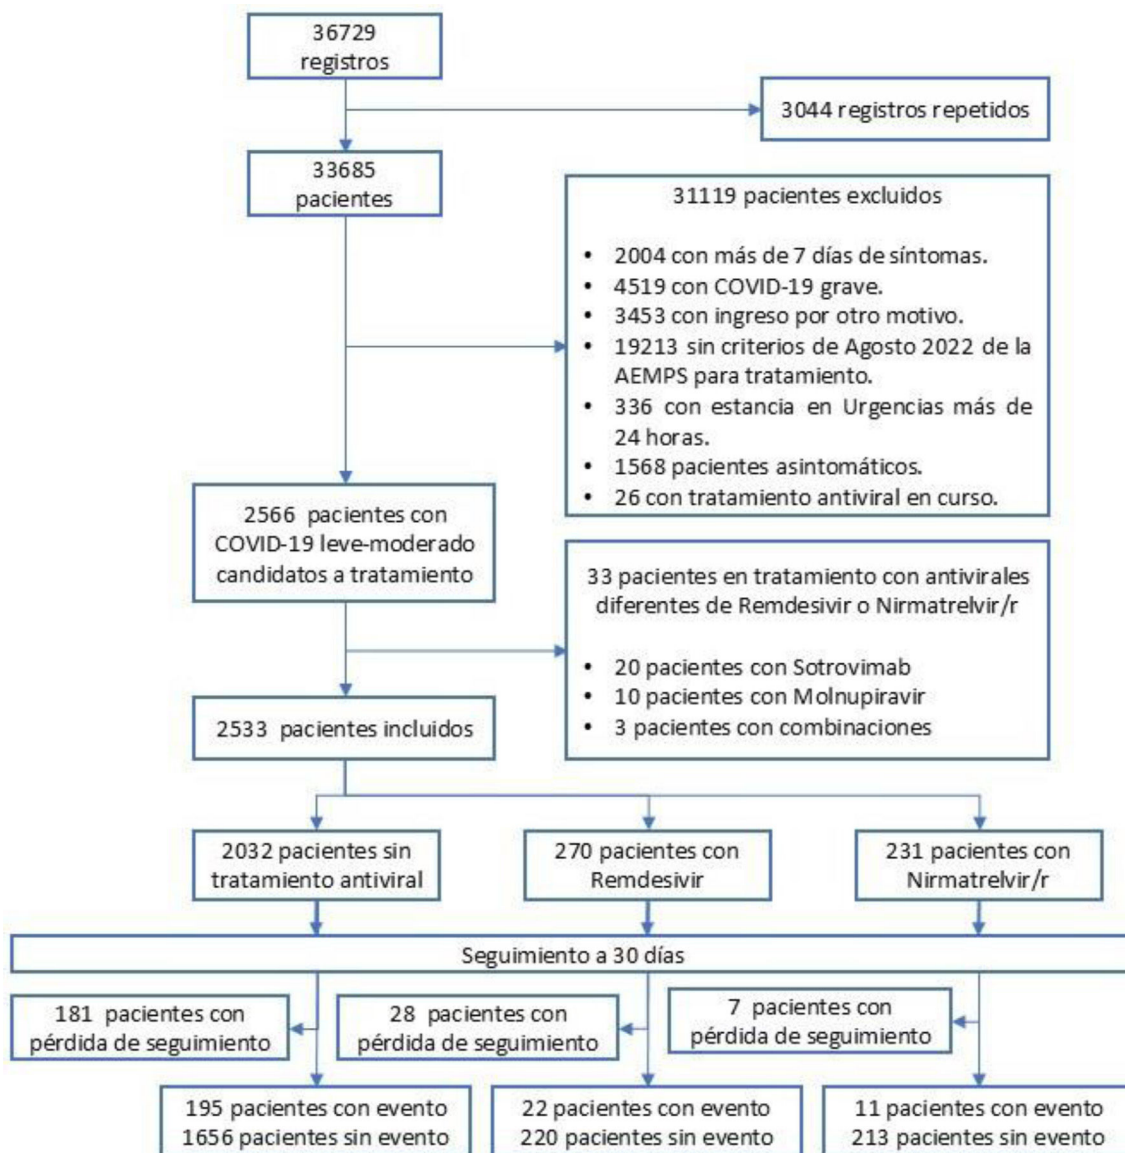 36729
registros
3044 registros repetidos
33685
pacientes
31119 pacientes excluidos
• 2004 con más de 7 días de síntomas.
• 4519 con COVID-19 grave.
• 3453 con ingreso por otro motivo.
• 19213 sin criterios de Agosto 2022 de la
AEMPS para tratamiento.
• 336 con estancia en Urgencias más de
24 horas.
• 1568 pacientes asintomáticos.
• 26 con tratamiento antiviral en curso.
2566 pacientes con
COVID-19 leve-moderado
candidatos a tratamiento
33 pacientes en tratamiento con antivirales
diferentes de Remdesivir o Nirmatrelvir/r
• 20 pacientes con Sotrovimab
• 10 pacientes con Molnupiravir
• 3 pacientes con combinaciones
2533 pacientes incluidos
2032 pacientes sin
tratamiento antiviral
270 pacientes con
Remdesivir
231 pacientes con
Nirmatrelvir/r
Seguimiento a 30 días
181 pacientes con
pérdida de seguimiento
28 pacientes con
pérdida de seguimiento
7 pacientes con
pérdida de seguimiento
195 pacientes con evento
1656 pacientes sin evento
22 pacientes con evento
220 pacientes sin evento
11 pacientes con evento
213 pacientes sin evento